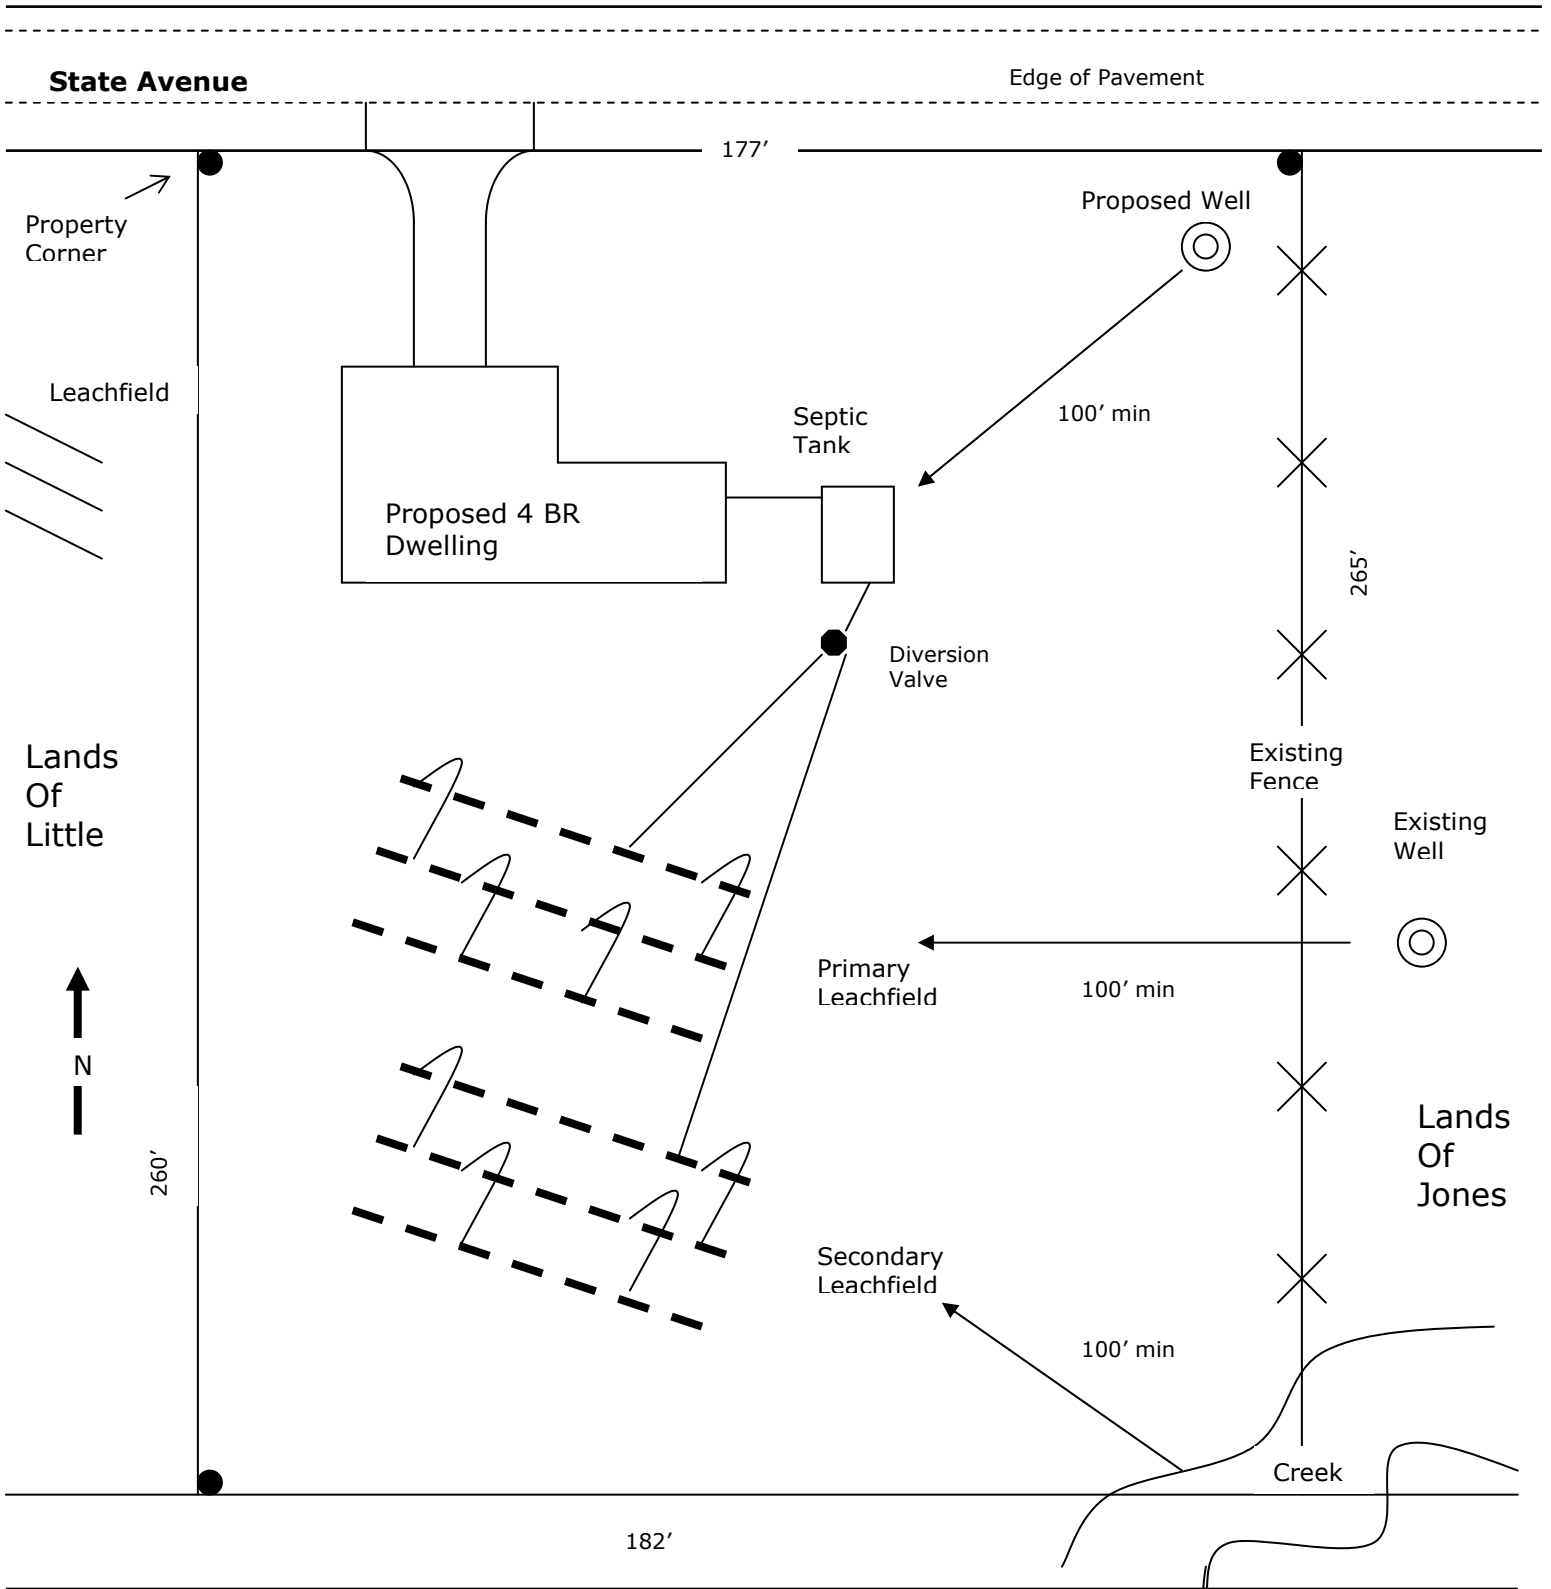 State Avenue
Edge of Pavement
177’
Property
Corner
Proposed Well
Leachfield
100’ min
Septic
Tank
Proposed 4 BR
Dwelling
265’
Diversion
Valve
Lands
Of
Little
Existing
Fence
Existing
Well
Primary
Leachfield
100’ min
N
260’
Lands
Of
Jones
Secondary
Leachfield
100’ min
Creek
182’